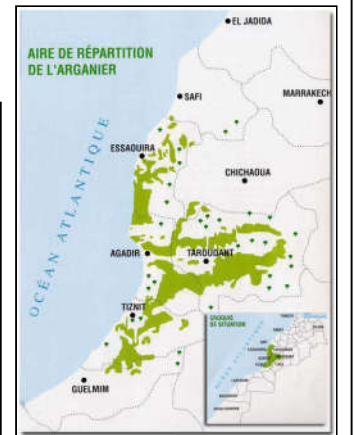 EL JADIDA
AIRE DE RÉPARTITION
DE L'ARGANIER
SAFI
MARRAKECH
ESSAOUIRA
CHICHAOUA
OCÉAN ATLANTIQUE
AGADIR
TAROUDANT
TIZNIT
CROQUIS
DE SITUATION
GUELMIM